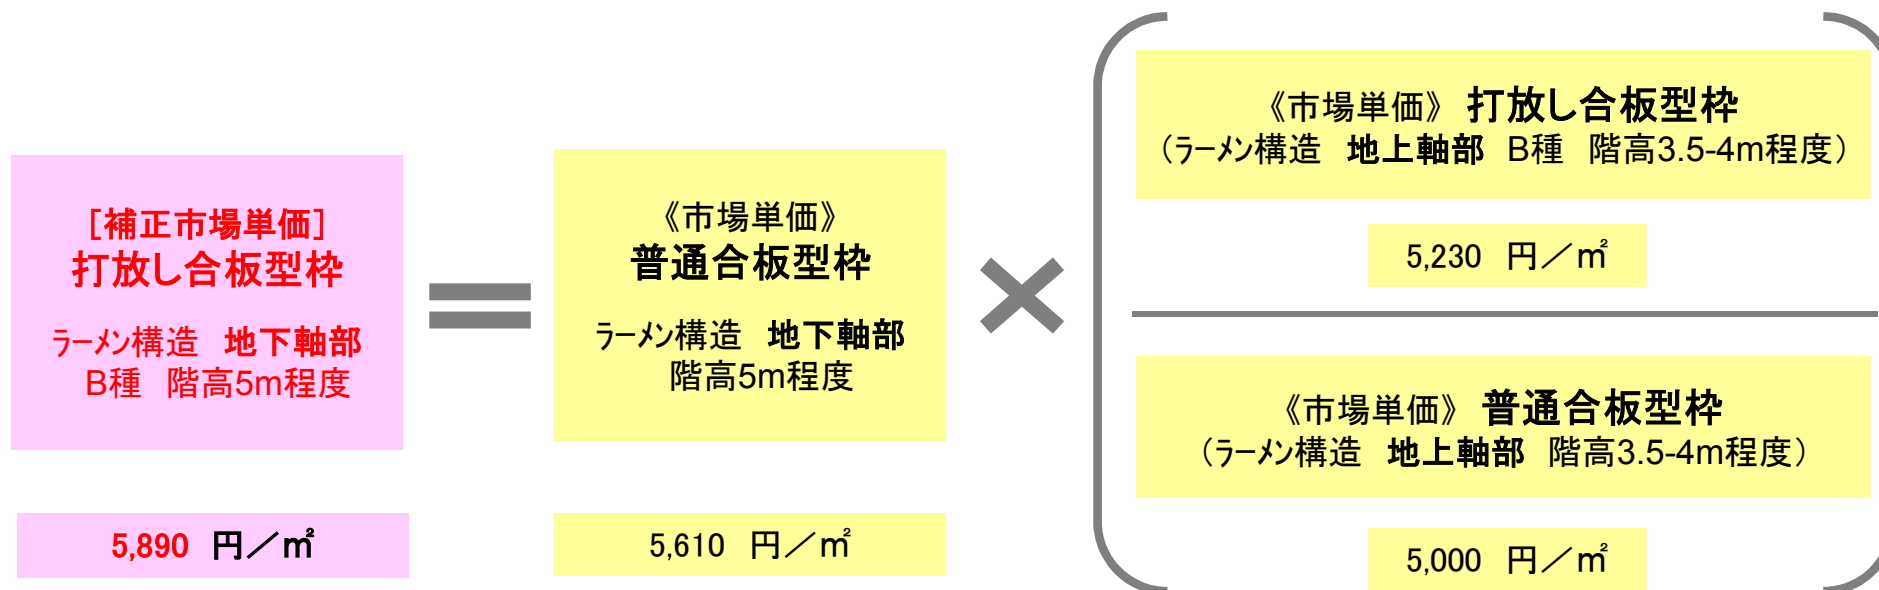 ［補正市場単価］
打放し合板型枠
ラーメン構造　地下軸部
B種　階高5m程度
5,890　円／㎡
＝
《市場単価》
普通合板型枠
ラーメン構造　地下軸部
階高5m程度
5,610　円／㎡
×
《市場単価》 打放し合板型枠
（ラーメン構造　地上軸部　B種　階高3.5-4m程度）
5,230　円／㎡
《市場単価》 普通合板型枠
（ラーメン構造　地上軸部　階高3.5-4m程度）
5,000　円／㎡